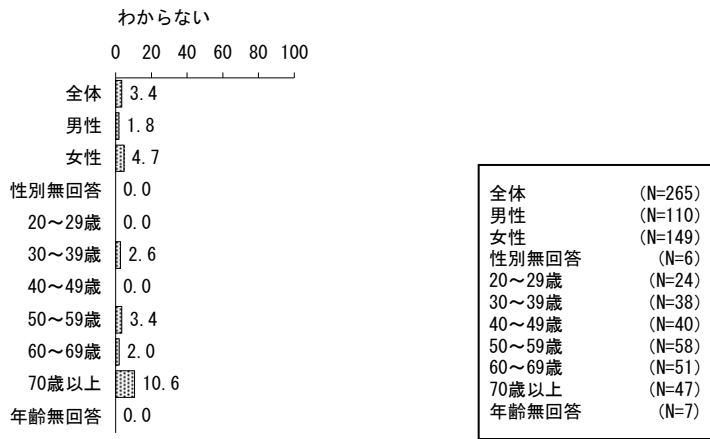 わからない
0 20 40 60 80 100
全体 3.4
男性 1.8
女性 4.7
性別無回答 0.0
20～29歳 0.0
30～39歳 2.6
40～49歳 0.0
50～59歳 3.4
60～69歳 2.0
70歳以上 10.6
年齢無回答 0.0
全体 (N=265)
男性 (N=110)
女性 (N=149)
性別無回答 (N=6)
20～29歳 (N=24)
30～39歳 (N=38)
40～49歳 (N=40)
50～59歳 (N=58)
60～69歳 (N=51)
70歳以上 (N=47)
年齢無回答 (N=7)